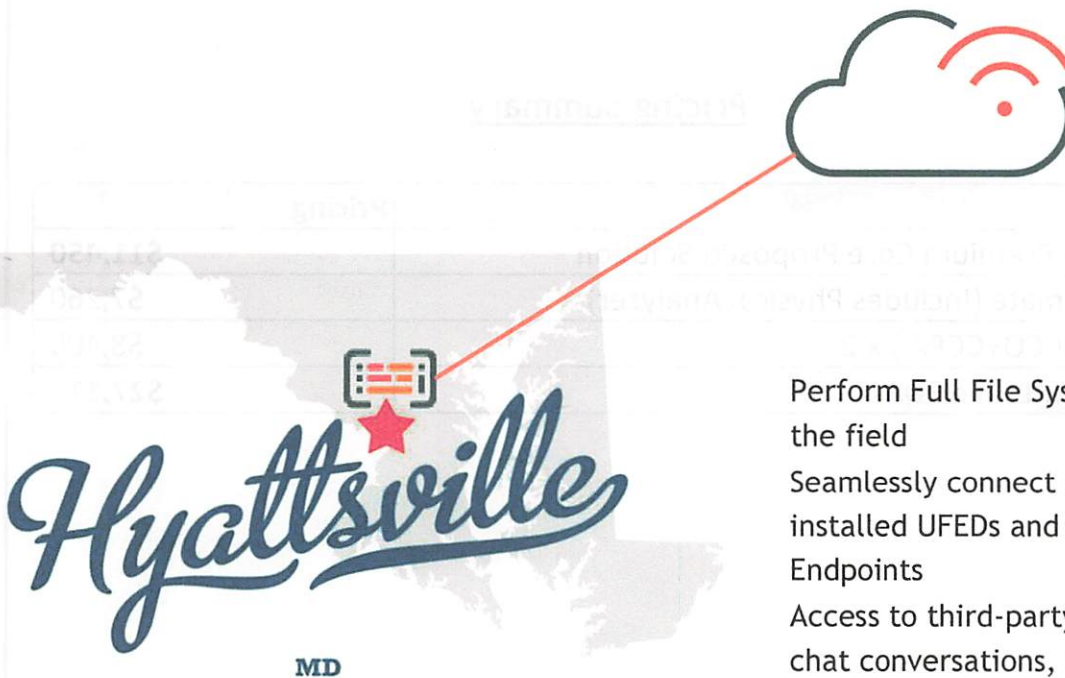 Hyattsville
MD
Perform Full File Sys
the field
Seamlessly connect
installed UFEDs and
Endpoints
Access to third-party
chat conversations,